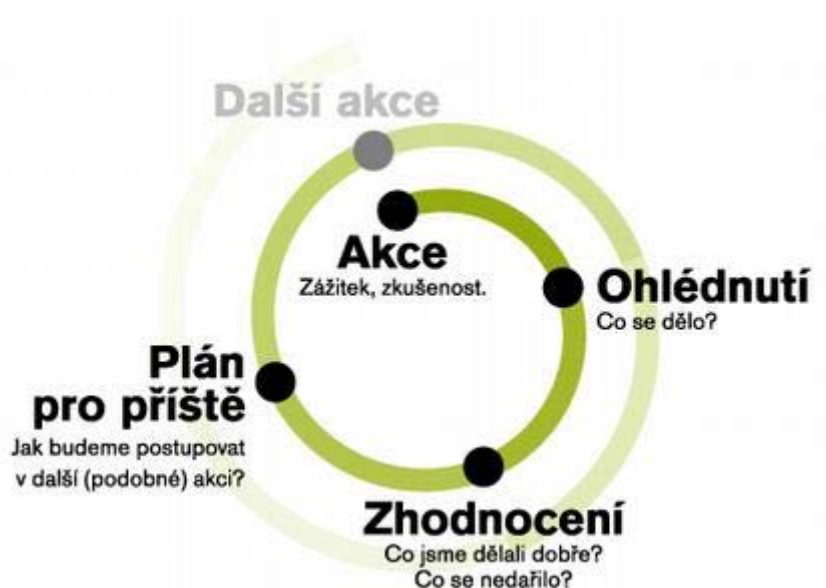 Další akce
Akce
Zážitek, zkušenost.
Ohlédnutí
Co se dělo?
Zhodnocení
Co jsme dělali dobře?
Co se nedařilo?
Plán
pro příště
Jak budeme postupovat
v další (podobné) akci?